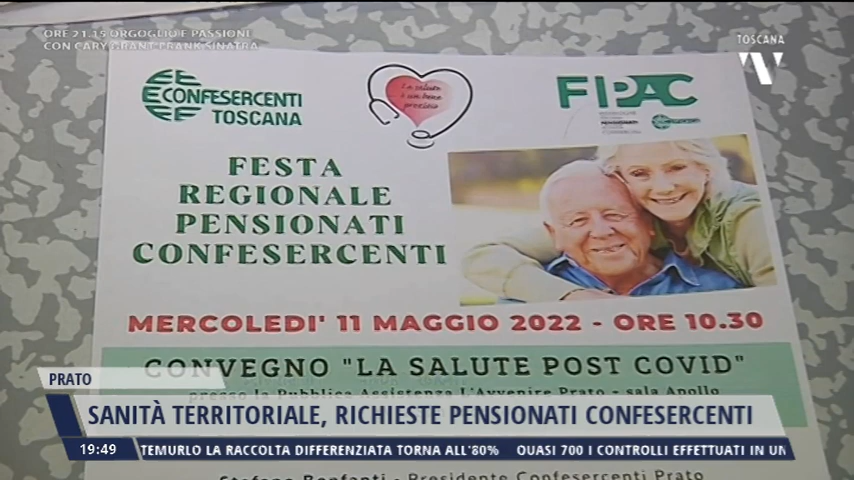 ORE 21.15 ORGOGLIO E PASSIONE
CON CARY GRANT FRANK SINATRA
TOSCANA
CONFESERCENTI
TOSCANA
La salute
è un bene
prezioso
FIPAC
PENSIONATI
FESTA
REGIONALE
PENSIONATI
CONFESERCENTI
MERCOLEDI' 11 MAGGIO 2022 - ORE 10.30
CONVEGNO "LA SALUTE POST COVID"
presso la Pubblica Assistenza L'Avvenire Prato - sala Apollo
PRATO
SANITÀ TERRITORIALE, RICHIESTE PENSIONATI CONFESERCENTI
19:49
TEMURLO LA RACCOLTA DIFFERENZIATA TORNA ALL'80% QUASI 700 I CONTROLLI EFFETTUATI IN UN
Stefano Bonfanti - Presidente Confesercenti Prato